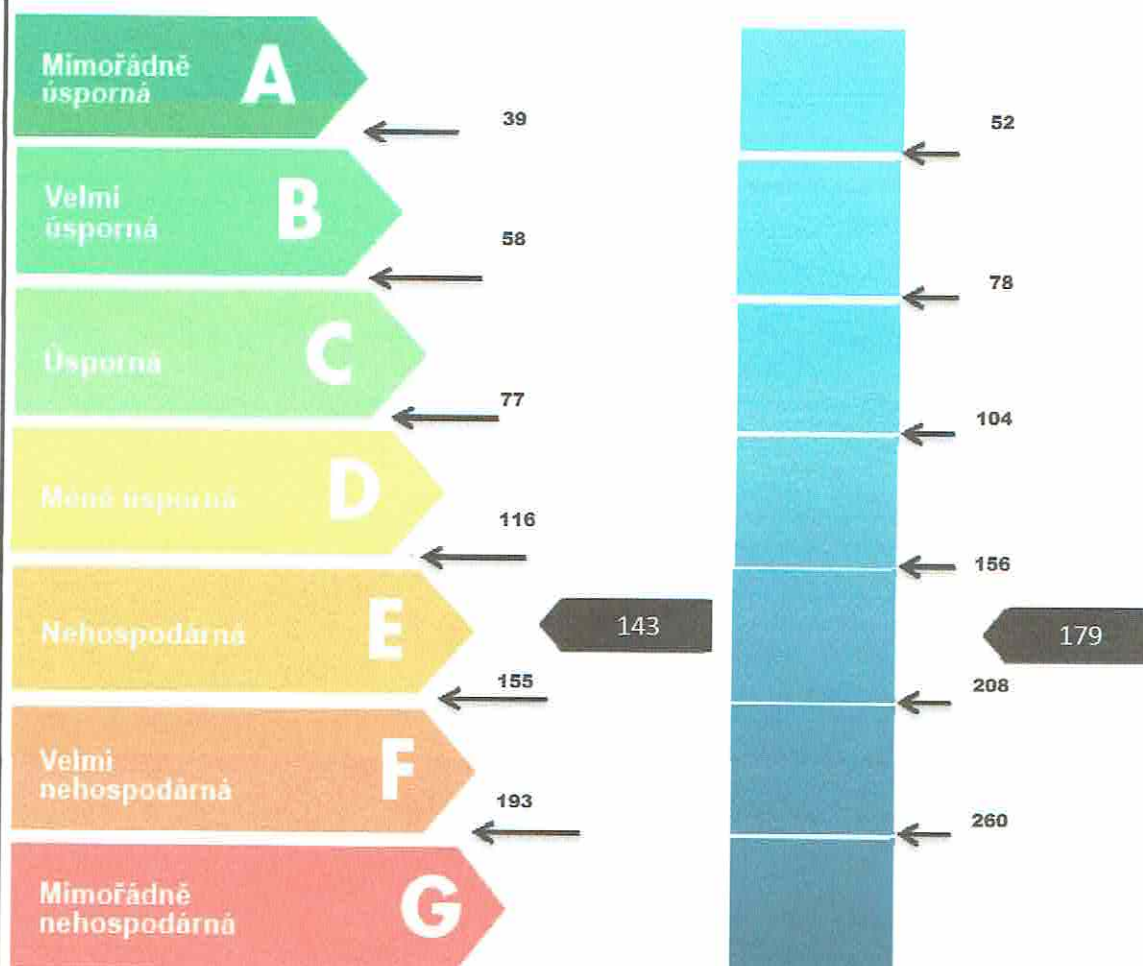 Mimořádně
úsporná
A
39
52
Velmi
úsporná
B
58
78
Úsporná
C
77
104
Méně úsporná
D
116
156
Nehospodárná
E
143
179
155
208
Velmi
nehospodárná
F
193
260
Mimořádně
nehospodárná
G